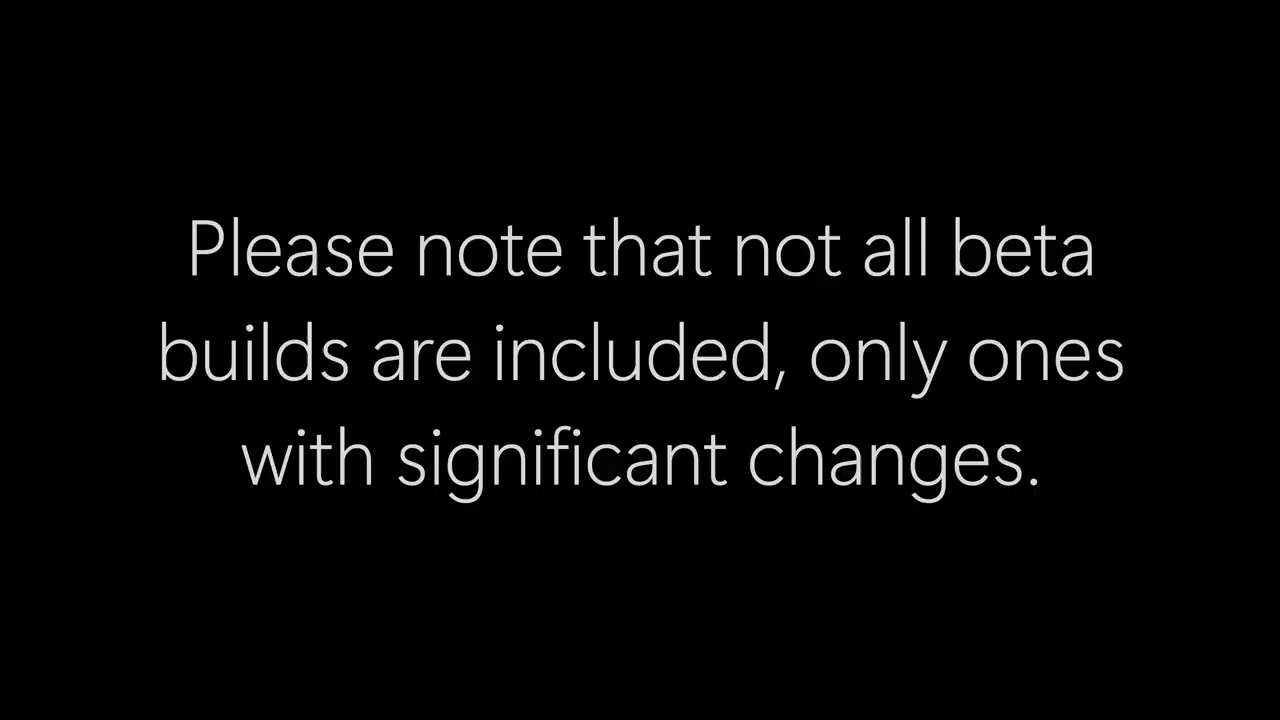 Please note that not all beta
builds are included, only ones
with significant changes.